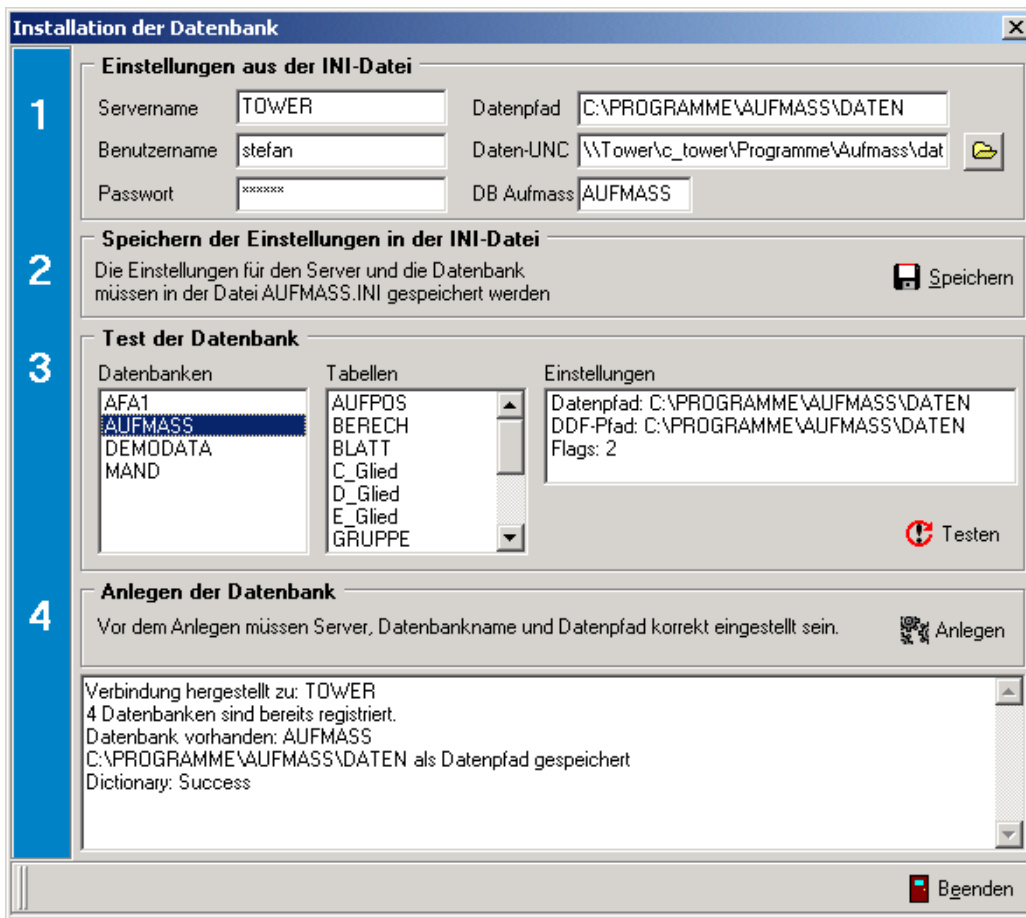 Installation der Datenbank
1
Einstellungen aus der INI-Datei
Servername TOWER Datenpfad C:\PROGRAMME\AUFMASS\DATEN
Benutzername stefan Daten-UNC \\Tower\c_tower\Programme\Aufmass\dat
Passwort ****** DB Aufmass AUFMASS
2
Speichern der Einstellungen in der INI-Datei
Die Einstellungen für den Server und die Datenbank
müssen in der Datei AUFMASS.INI gespeichert werden
Speichern
3
Test der Datenbank
Datenbanken
AFA1
AUFMASS
DEMODATA
MAND
Tabellen
AUFPOS
BERECH
BLATT
C_Glied
D_Glied
E_Glied
GRUPPE
Einstellungen
Datenpfad: C:\PROGRAMME\AUFMASS\DATEN
DDF-Pfad: C:\PROGRAMME\AUFMASS\DATEN
Flags: 2
Testen
4
Anlegen der Datenbank
Vor dem Anlegen müssen Server, Datenbankname und Datenpfad korrekt eingestellt sein.
Anlegen
Verbindung hergestellt zu: TOWER
4 Datenbanken sind bereits registriert.
Datenbank vorhanden: AUFMASS
C:\PROGRAMME\AUFMASS\DATEN als Datenpfad gespeichert
Dictionary: Success
Beenden